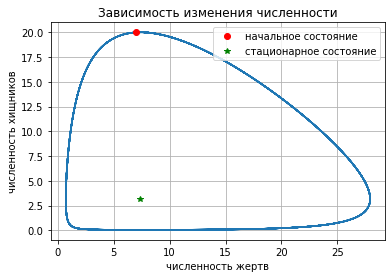 Зависимость изменения численности
начальное состояние
стационарное состояние
численность хищников
20.0
17.5
15.0
12.5
10.0
7.5
5.0
2.5
0.0
0 5 10 15 20 25
численность жертв